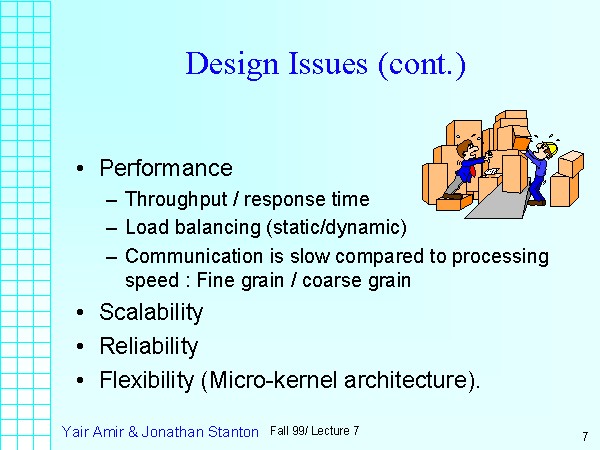 Design Issues (cont.)
• Performance
– Throughput / response time
– Load balancing (static/dynamic)
– Communication is slow compared to processing
speed : Fine grain / coarse grain
• Scalability
• Reliability
• Flexibility (Micro-kernel architecture).
Yair Amir & Jonathan Stanton Fall 99/ Lecture 7
7